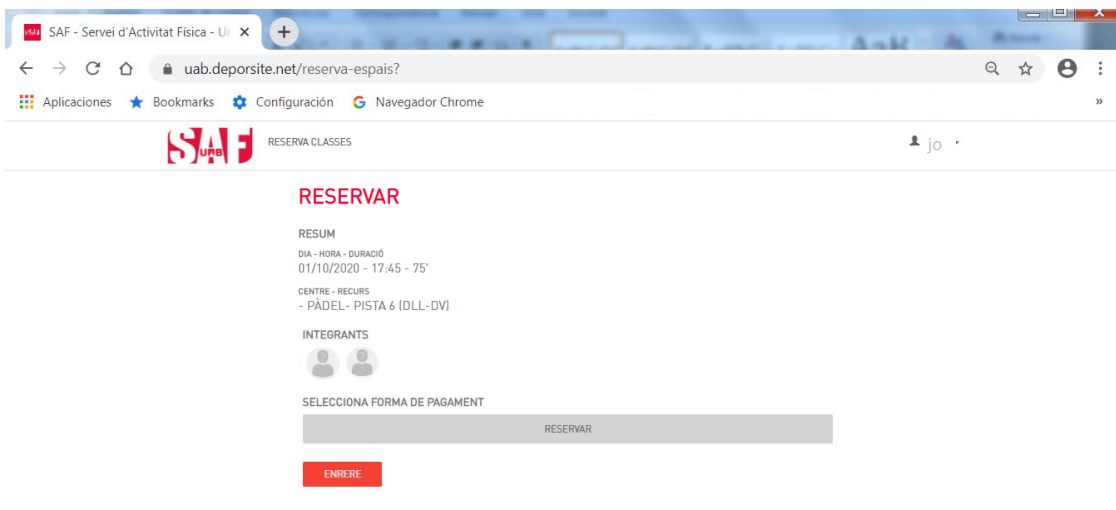 SAF - Servei d'Activitat Física - Un
uab.deporsite.net/reserva-espais?
Aplicaciones Bookmarks Configuración Navegador Chrome »
SAF UAB RESERVA CLASSES jo
RESERVAR
RESUM
DIA - HORA - DURACIÓ
01/10/2020 - 17:45 - 75'
CENTRE - RECURS
- PÀDEL- PISTA 6 (DLL-DV)
INTEGRANTS
SELECCIONA FORMA DE PAGAMENT
RESERVAR
ENRERE